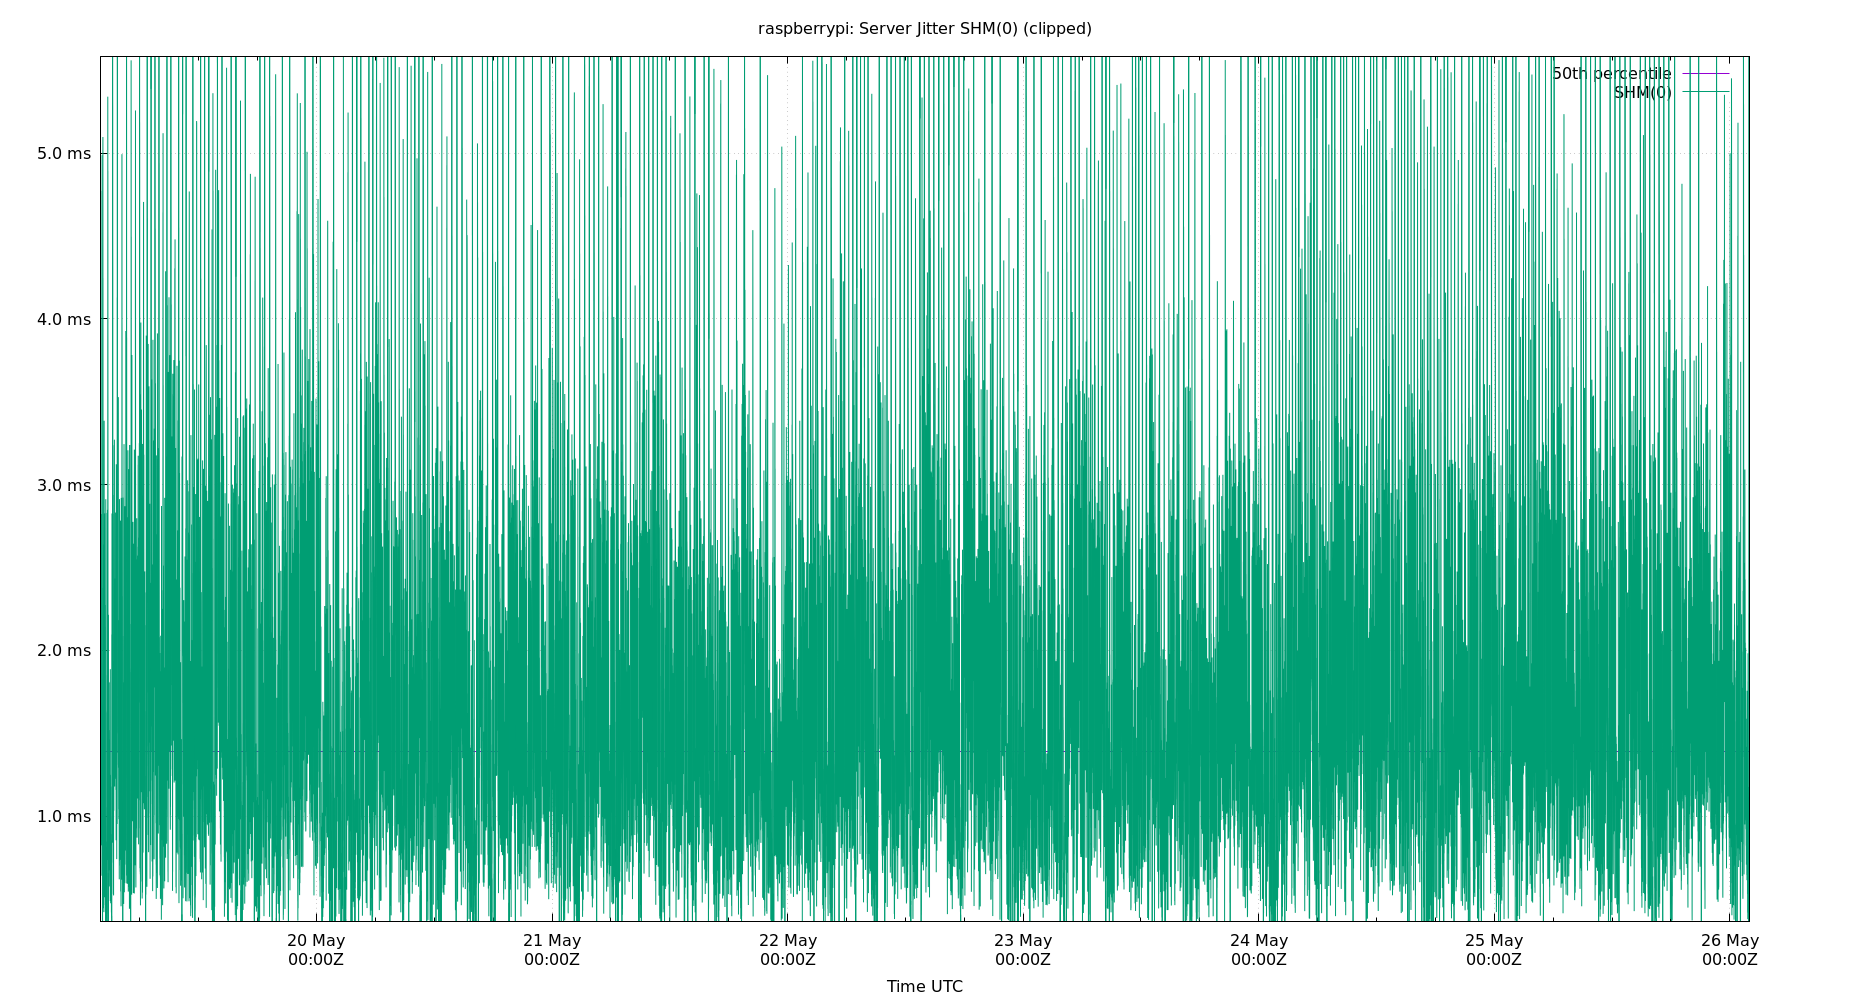 raspberrypi: Server Jitter SHM(0) (clipped)
50th percentile
SHM(0)
5.0 ms
4.0 ms
3.0 ms
2.0 ms
1.0 ms
20 May
00:00Z
21 May
00:00Z
22 May
00:00Z
23 May
00:00Z
24 May
00:00Z
25 May
00:00Z
26 May
00:00Z
Time UTC